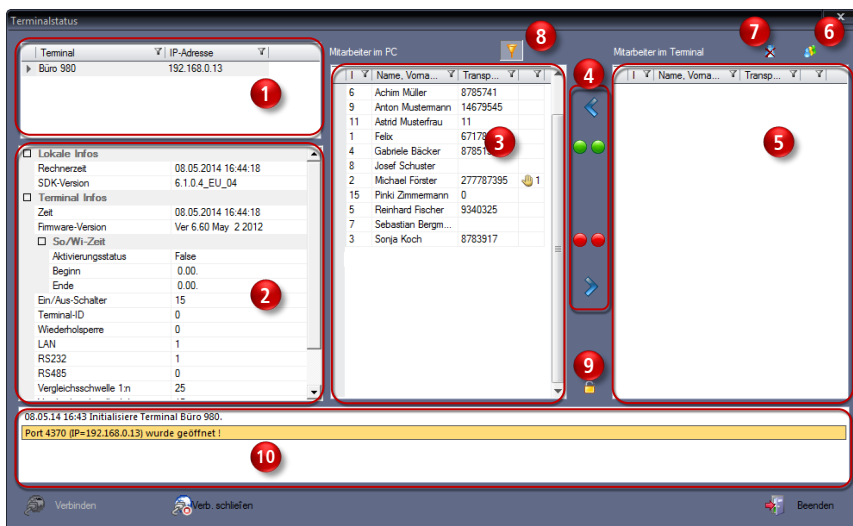 Terminalstatus
7
6
8
Terminal IP-Adresse
Büro 980 192.168.0.13
1
Mitarbeiter im PC
I Name, Vorna... Transp...
6 Achim Müller 8785741
9 Anton Mustermann 14679545
11 Astrid Musterfrau 11
1 Felix
4 Gabriele Bäcker
8 Josef Schuster
2 Michael Förster 277787395 1
15 Pinki Zimmermann 0
5 Reinhard Fischer 9340325
7 Sebastian Bergm...
3 Sonja Koch 8783917
3
4
9
Mitarbeiter im Terminal
I Name, Vorna... Transp...
5
Lokale Infos
Rechnerzeit 08.05.2014 16:44:18
SDK-Version 6.1.0.4_EU_04
Terminal Infos
Zeit 08.05.2014 16:44:18
Firmware-Version Ver 6.60 May 2 2012
So/Wi-Zeit
Aktivierungsstatus False
Beginn 0.00.
Ende 0.00.
Ein/Aus-Schalter 15
Terminal-ID 0
Wiederholsperre 0
LAN 1
RS232 1
RS485 0
Vergleichsschwelle 1:n 25
2
08.05.14 16:43 Initialisiere Terminal Büro 980.
Port 4370 (IP=192.168.0.13) wurde geöffnet !
10
Verbinden
Verb. schließen
Beenden